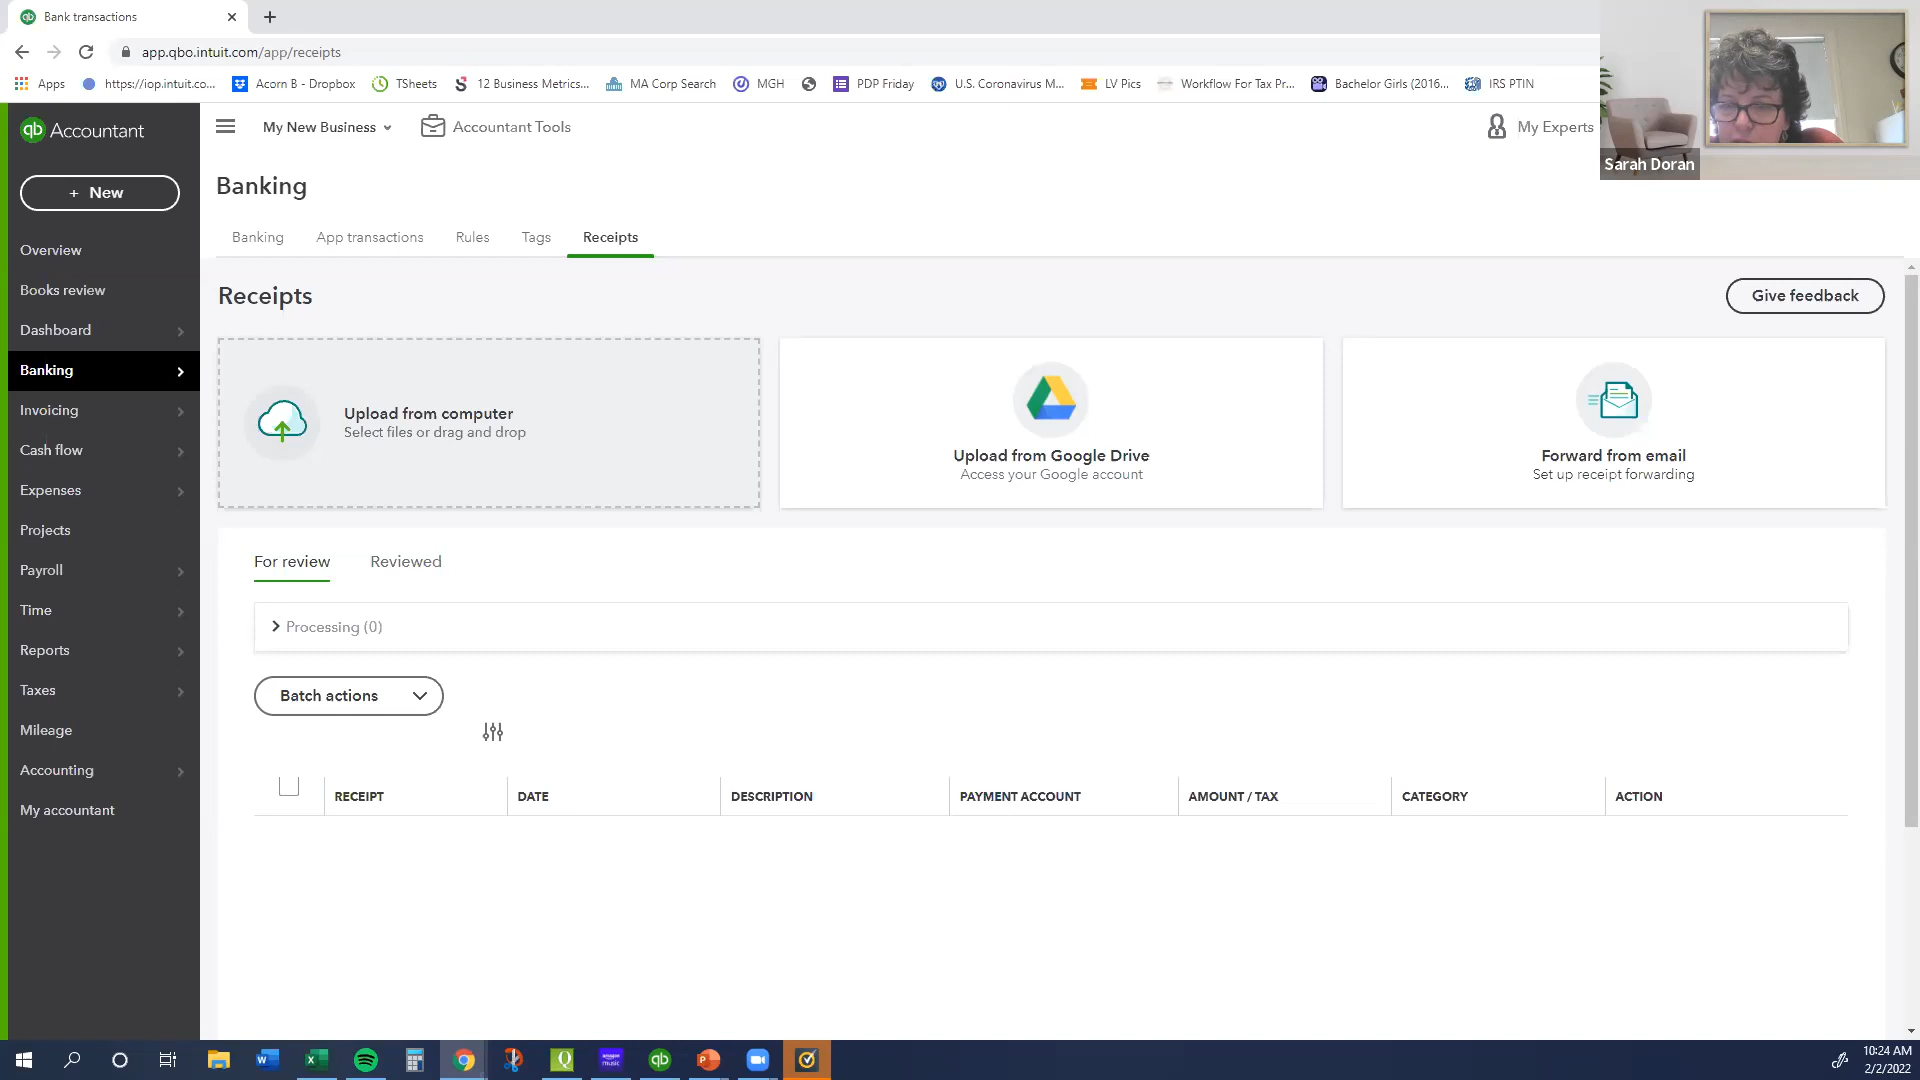 Bank transactions
app.qbo.intuit.com/app/receipts
Apps
https://iop.intuit.co...
Acorn B - Dropbox
TSheets
12 Business Metrics...
MA Corp Search
MGH
PDP Friday
U.S. Coronavirus M...
LV Pics
Workflow For Tax Pr...
Bachelor Girls (2016...
IRS PTIN
qb Accountant
My New Business
Accountant Tools
My Experts
Sarah Doran
+ New
Overview
Books review
Dashboard
Banking
Invoicing
Cash flow
Expenses
Projects
Payroll
Time
Reports
Taxes
Mileage
Accounting
My accountant
Banking
Banking
App transactions
Rules
Tags
Receipts
Receipts
Give feedback
Upload from computer
Select files or drag and drop
Upload from Google Drive
Access your Google account
Forward from email
Set up receipt forwarding
For review
Reviewed
Processing (0)
Batch actions
RECEIPT
DATE
DESCRIPTION
PAYMENT ACCOUNT
AMOUNT / TAX
CATEGORY
ACTION
10:24 AM
2/2/2022